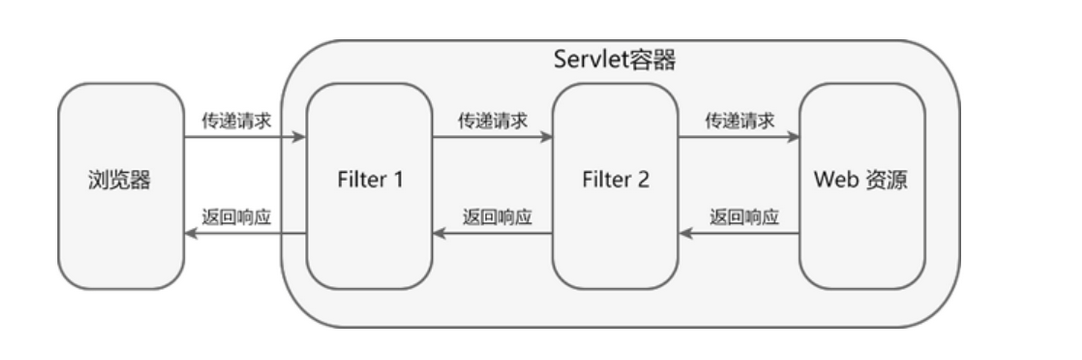 Servlet容器
传递请求
传递请求
传递请求
浏览器
Filter 1
Filter 2
Web 资源
返回响应
返回响应
返回响应